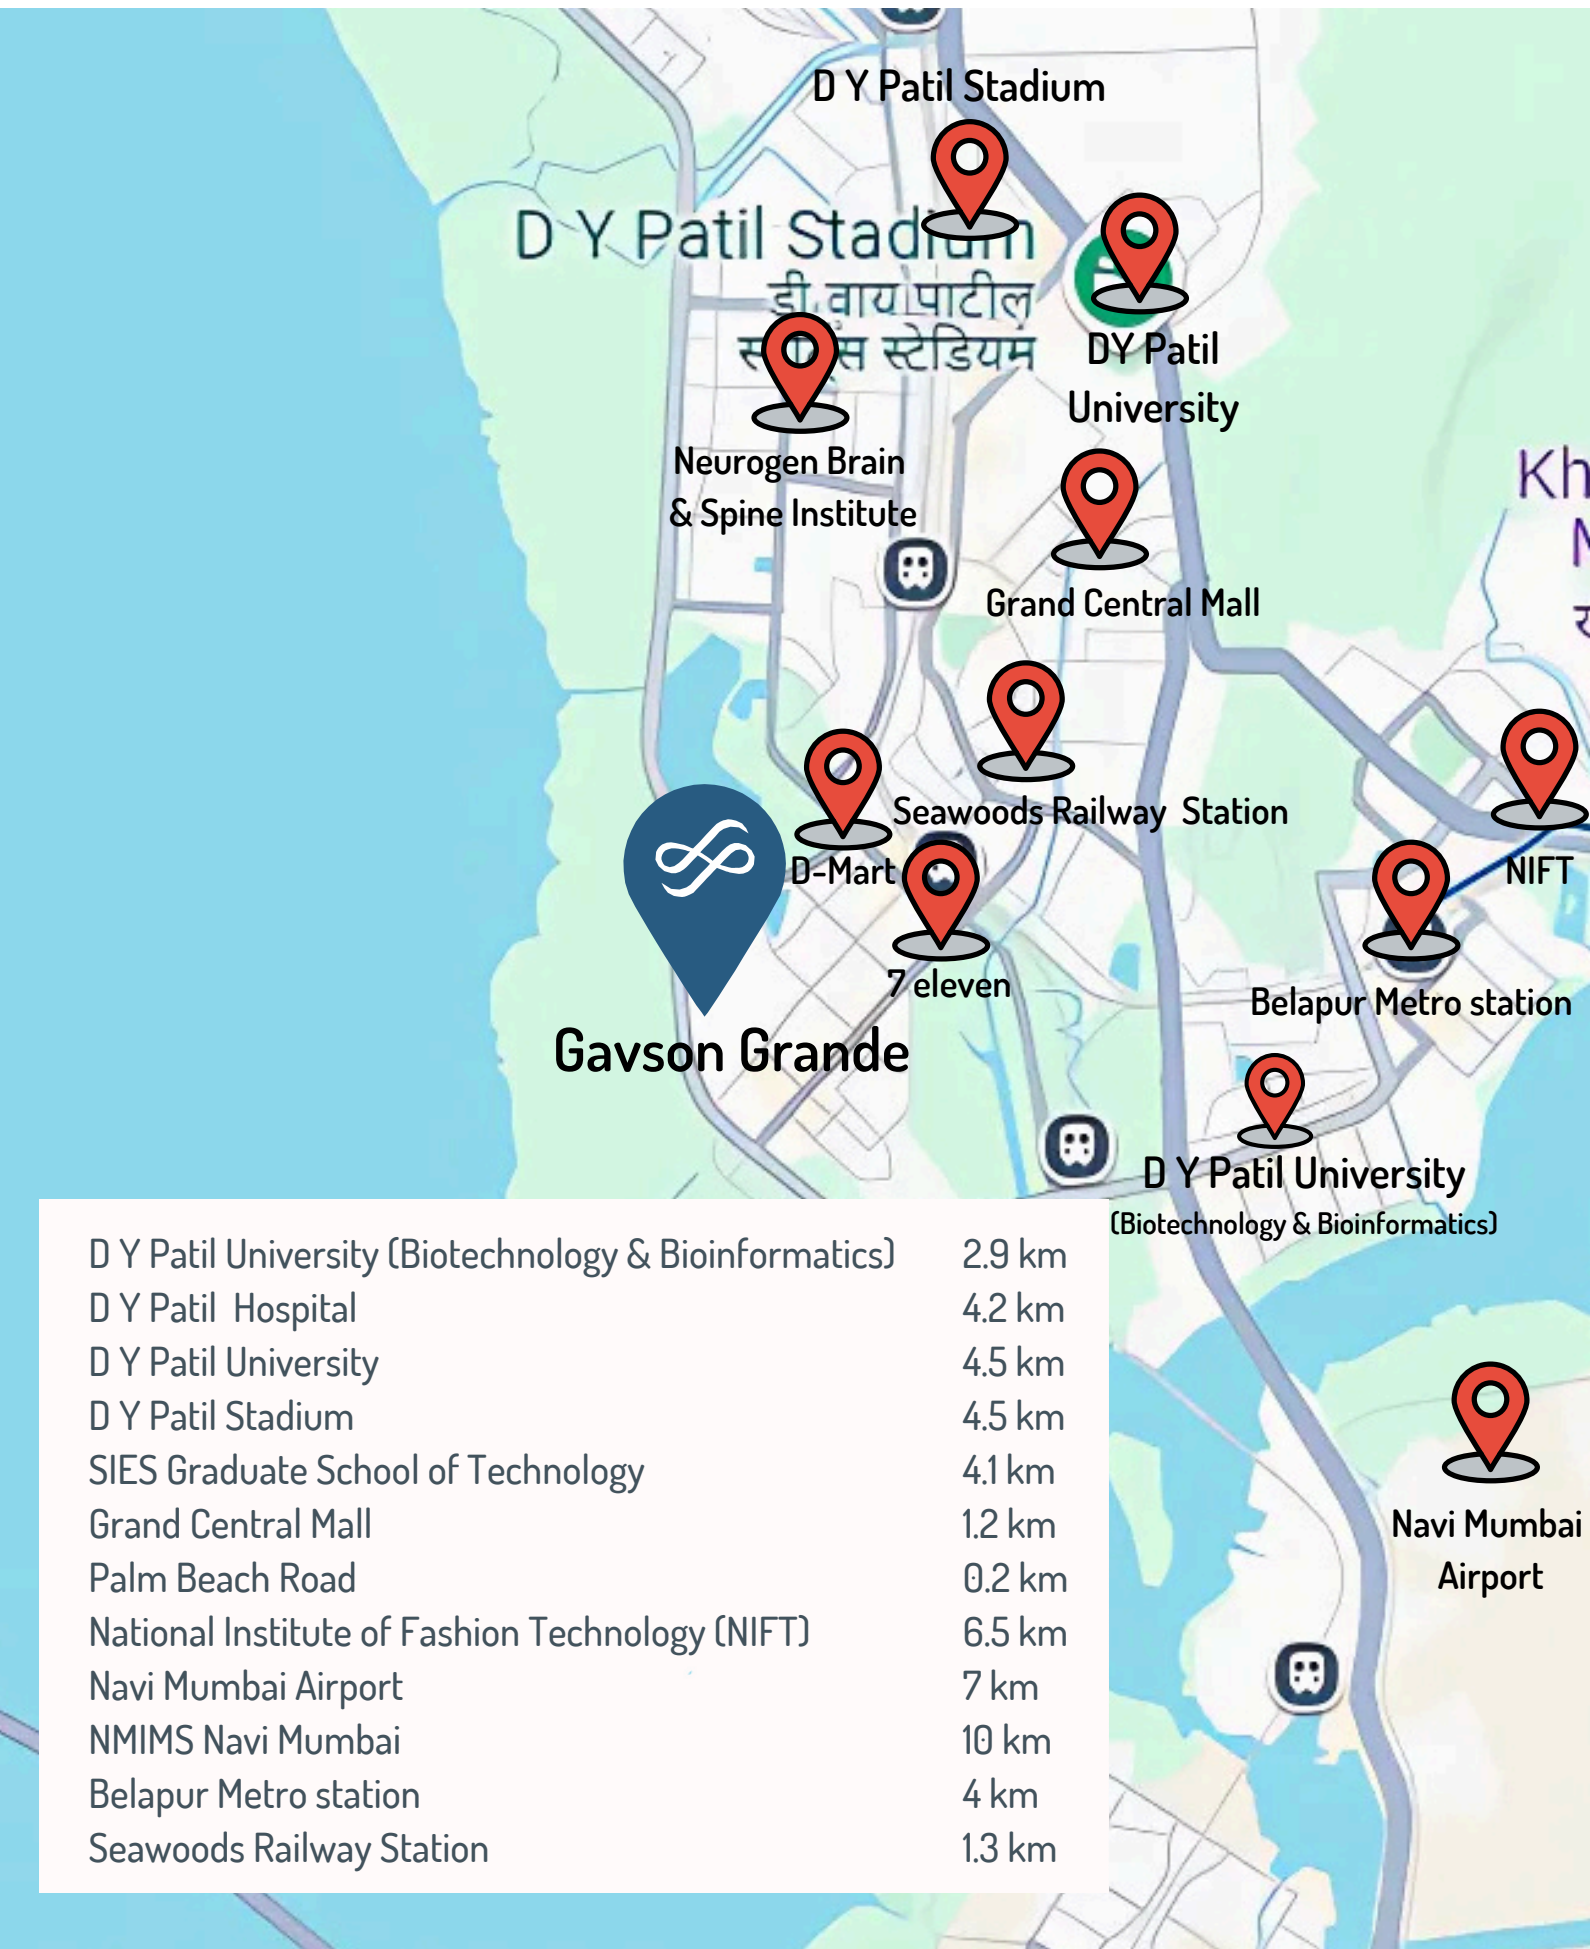 D Y Patil Stadium
D Y Patil Stadium
डी वाय पाटील
स्टेडियम
DY Patil
University
Neurogen Brain
& Spine Institute
Kh
Grand Central Mall
Seawoods Railway  Station
D-Mart
NIFT
7 eleven
Belapur Metro station
Gavson Grande
D Y Patil University
(Biotechnology & Bioinformatics)
D Y Patil University (Biotechnology & Bioinformatics) 2.9 km
D Y Patil  Hospital 4.2 km
D Y Patil University 4.5 km
D Y Patil Stadium 4.5 km
SIES Graduate School of Technology 4.1 km
Grand Central Mall 1.2 km
Palm Beach Road 0.2 km
National Institute of Fashion Technology (NIFT) 6.5 km
Navi Mumbai Airport 7 km
NMIMS Navi Mumbai 10 km
Belapur Metro station 4 km
Seawoods Railway Station 1.3 km
Navi Mumbai
Airport